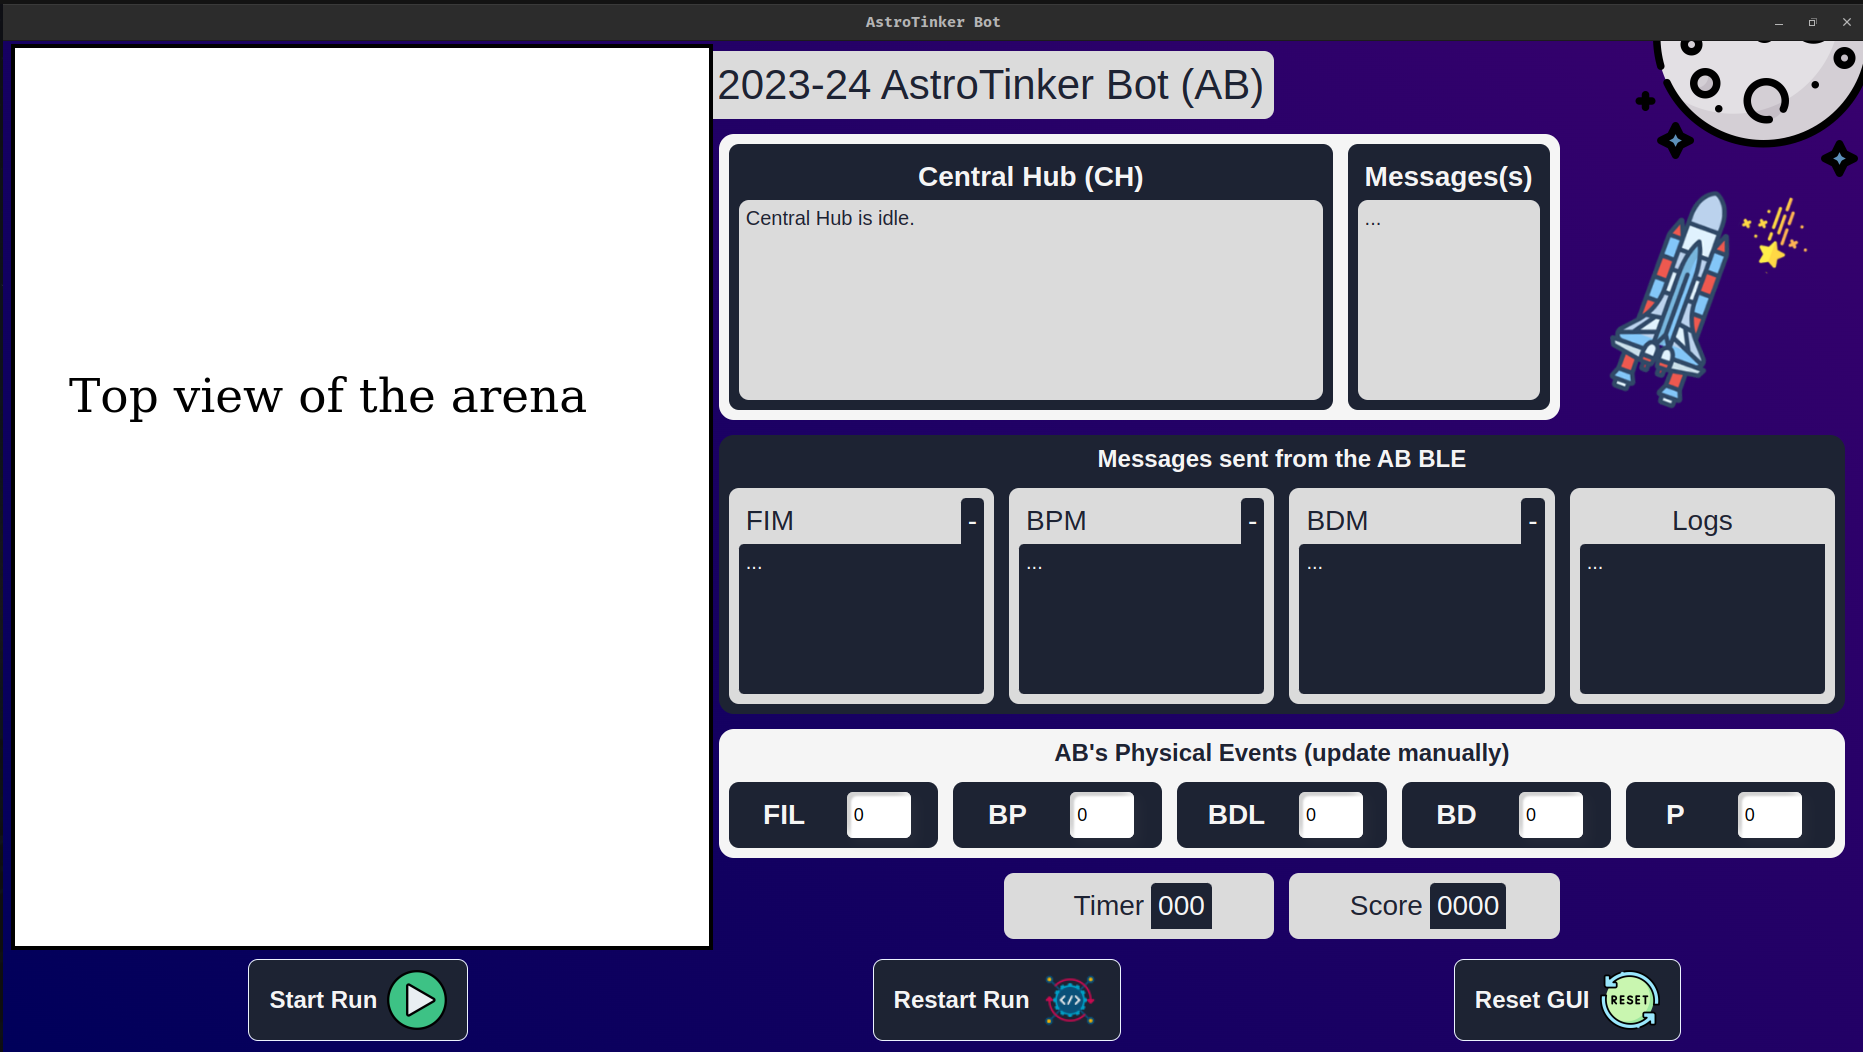 AstroTinker Bot
Top view of the arena
2023-24 AstroTinker Bot (AB)
Central Hub (CH)
Central Hub is idle.
Messages(s)
...
Messages sent from the AB BLE
FIM -
...
BPM -
...
BDM -
...
Logs
...
AB's Physical Events (update manually)
FIL 0
BP 0
BDL 0
BD 0
P 0
Timer 000
Score 0000
Start Run
Restart Run </>
Reset GUI RESET